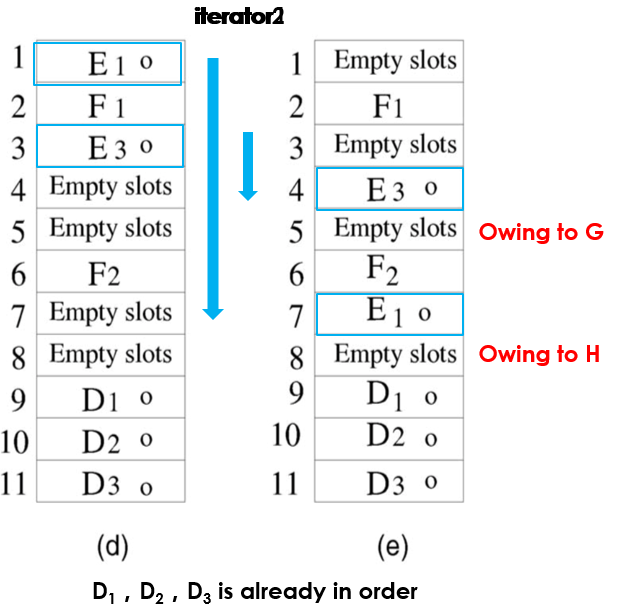 iterator2
1 E1 o
2 F1
3 E3 o
4 Empty slots
5 Empty slots
6 F2
7 Empty slots
8 Empty slots
9 D1 o
10 D2 o
11 D3 o
(d)
1 Empty slots
2 F1
3 Empty slots
4 E3 o
5 Empty slots Owing to G
6 F₂
7 E₁ o
8 Empty slots Owing to H
9 D₁ o
10 D2 o
11 D3 o
(e)
D₁ , D₂ , D₃ is already in order